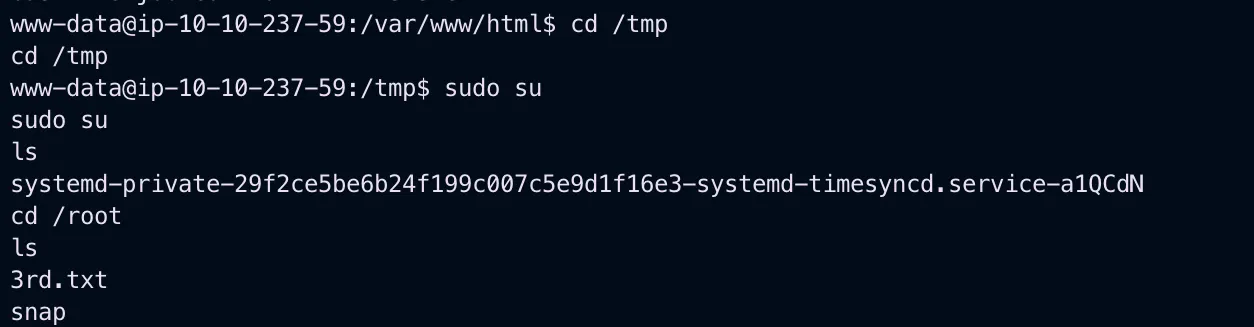 www-data@ip-10-10-237-59:/var/www/html$ cd /tmp
cd /tmp
www-data@ip-10-10-237-59:/tmp$ sudo su
sudo su
ls
systemd-private-29f2ce5be6b24f199c007c5e9d1f16e3-systemd-timesyncd.service-a1QCdN
cd /root
ls
3rd.txt
snap